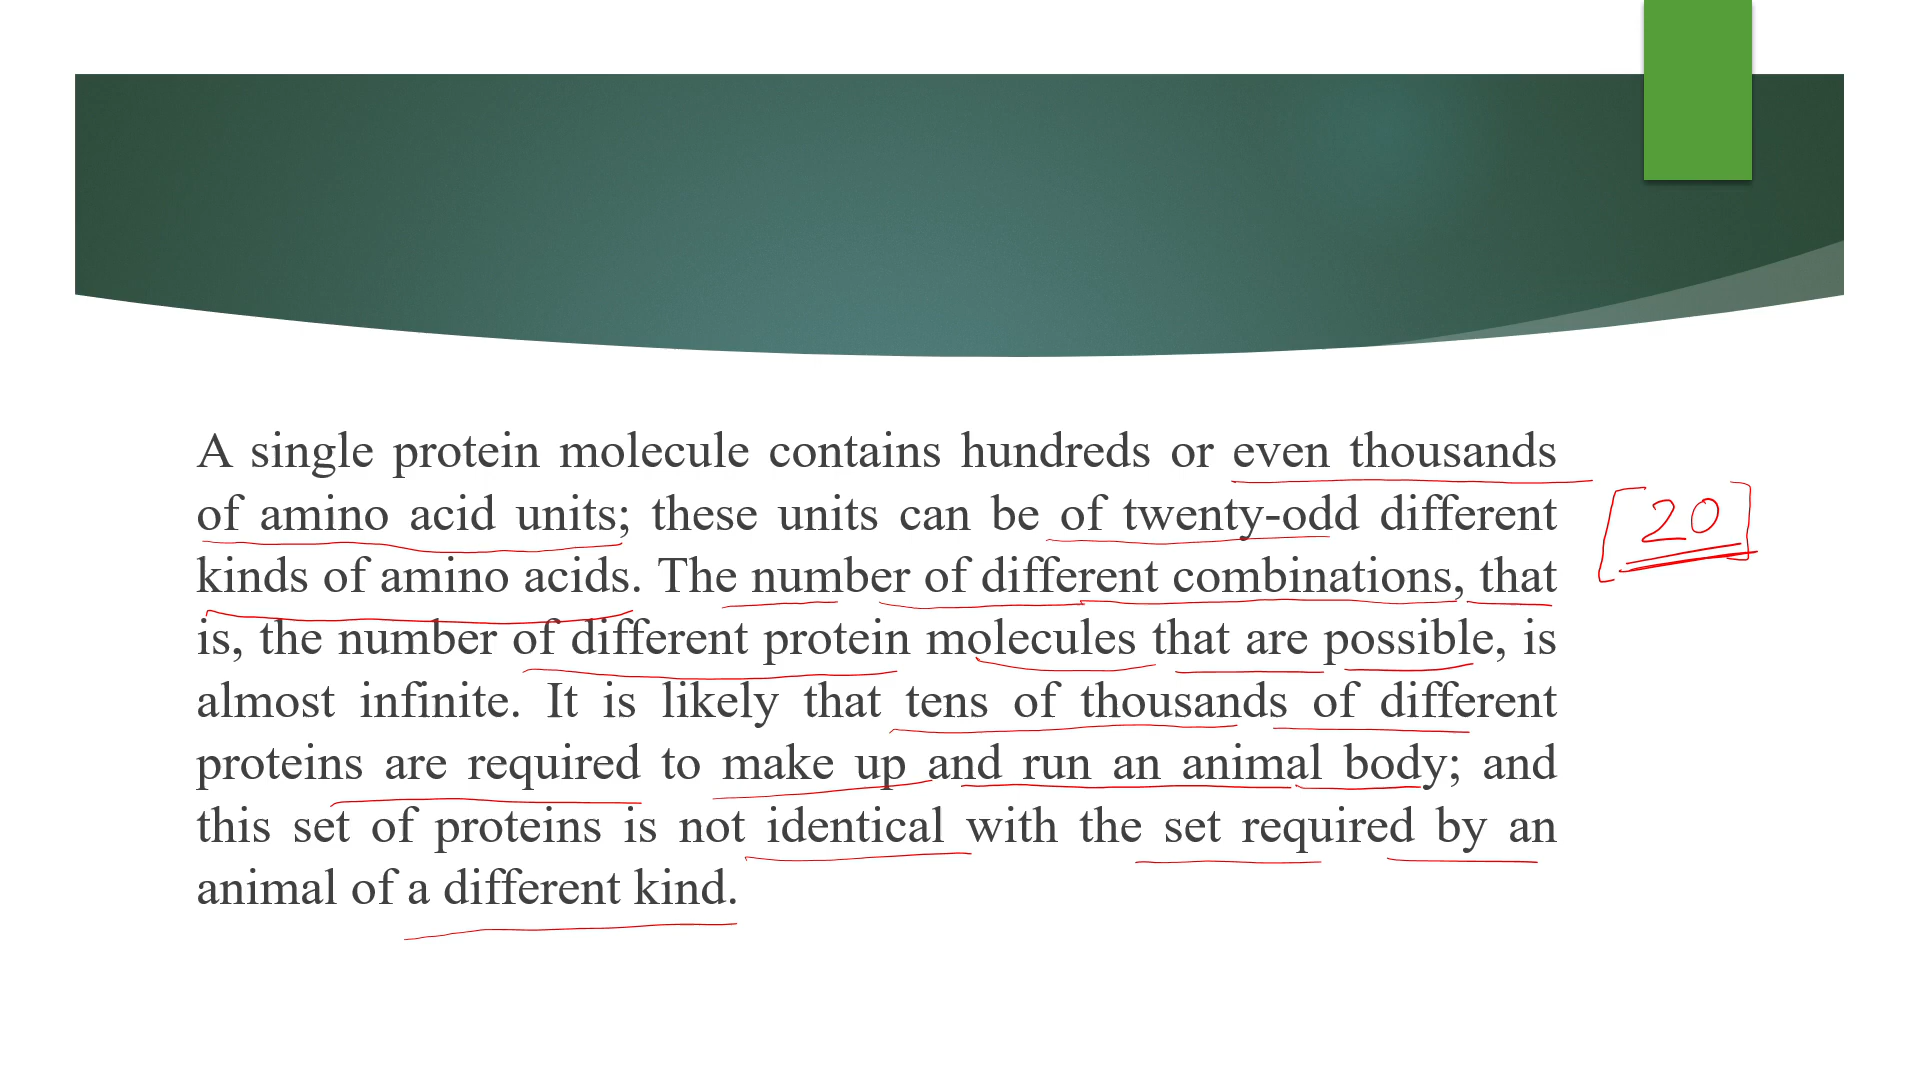 A single protein molecule contains hundreds or even thousands
of amino acid units; these units can be of twenty-odd different
[20]
kinds of amino acids. The number of different combinations, that
is, the number of different protein molecules that are possible, is
almost infinite. It is likely that tens of thousands of different
proteins are required to make up and run an animal body; and
this set of proteins is not identical with the set required by an
animal of a different kind.